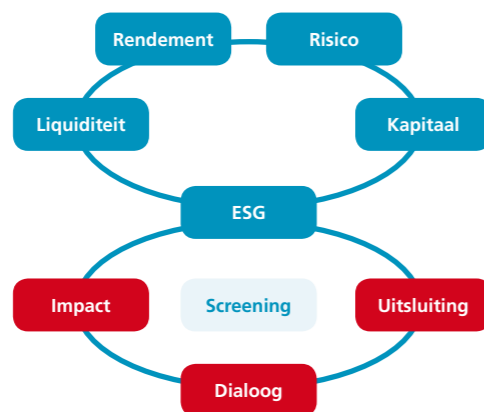 Rendement
Risico
Liquiditeit
Kapitaal
ESG
Impact
Screening
Uitsluiting
Dialoog